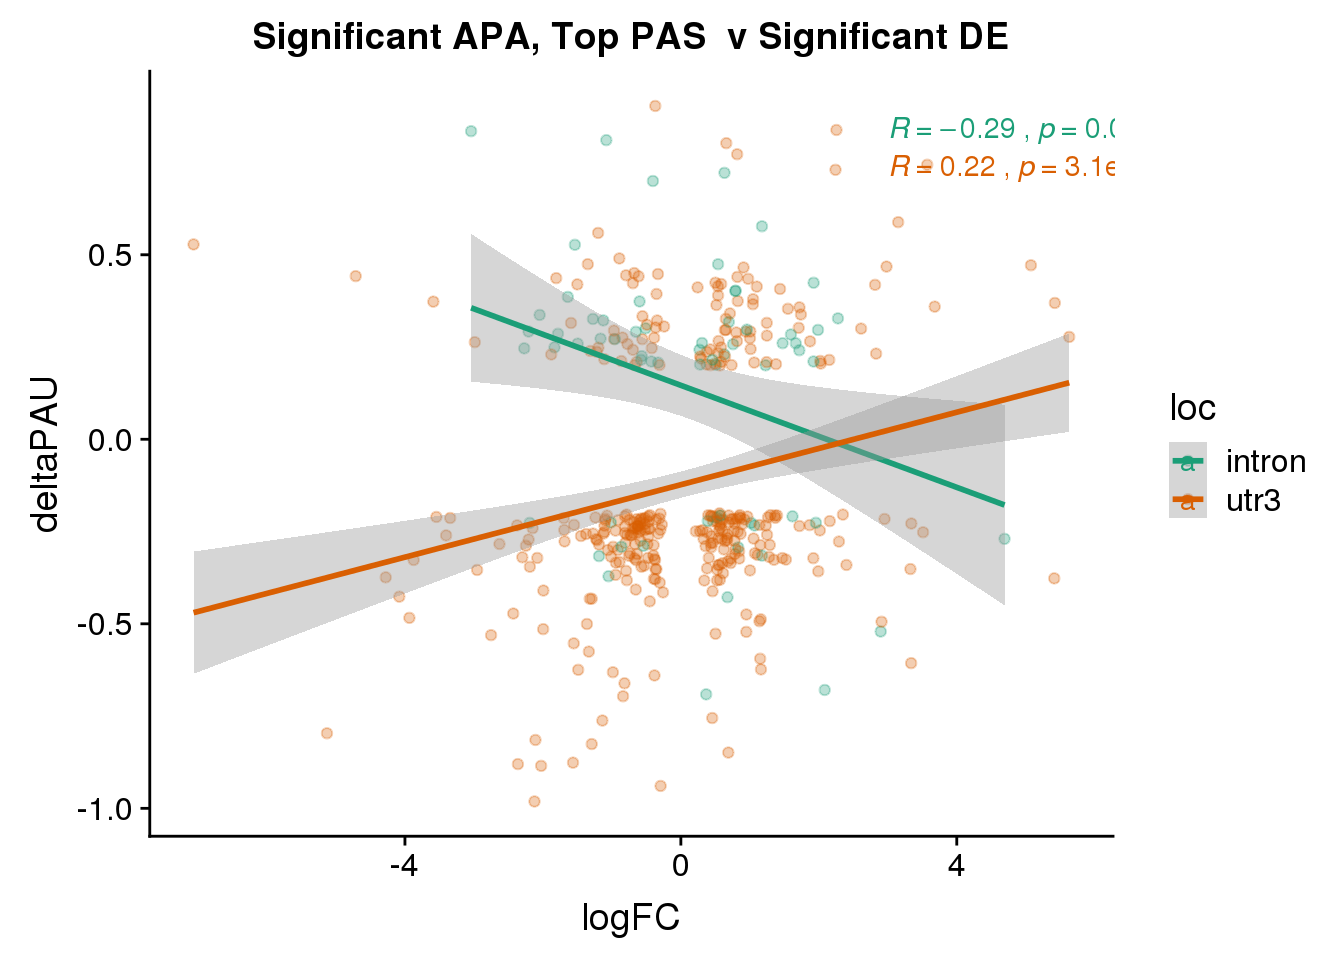 Significant APA, Top PAS  v Significant DE
R = −0.29 , p = 0.0
R = 0.22 , p = 3.1e
0.5
0.0
-0.5
-1.0
deltaPAU
-4 0 4
logFC
loc
a intron
a utr3